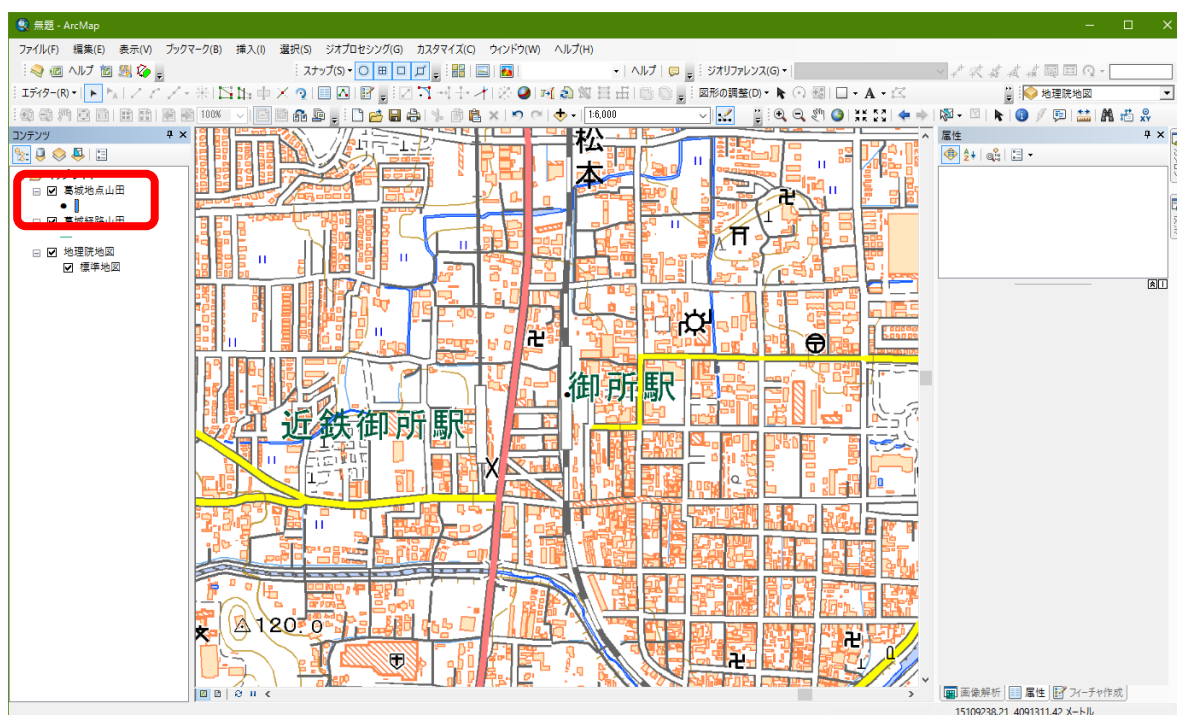 無題 - ArcMap
ファイル(F) 編集(E) 表示(V) ブックマーク(B) 挿入(I) 選択(S) ジオプロセシング(G) カスタマイズ(C) ウィンドウ(W) ヘルプ(H)
ヘルプ スナップ(S) ヘルプ ジオリファレンス(G)
エディター(R) 図形の調整(D) A 地理院地図
100% 1:6,000
コンテンツ
属性
葛城地点山田
葛城経路山田
地理院地図
標準地図
松本
御所駅
近鉄御所駅
120.0
画像解析 属性 フィーチャ作成
15109238.21 4091311.42 メートル